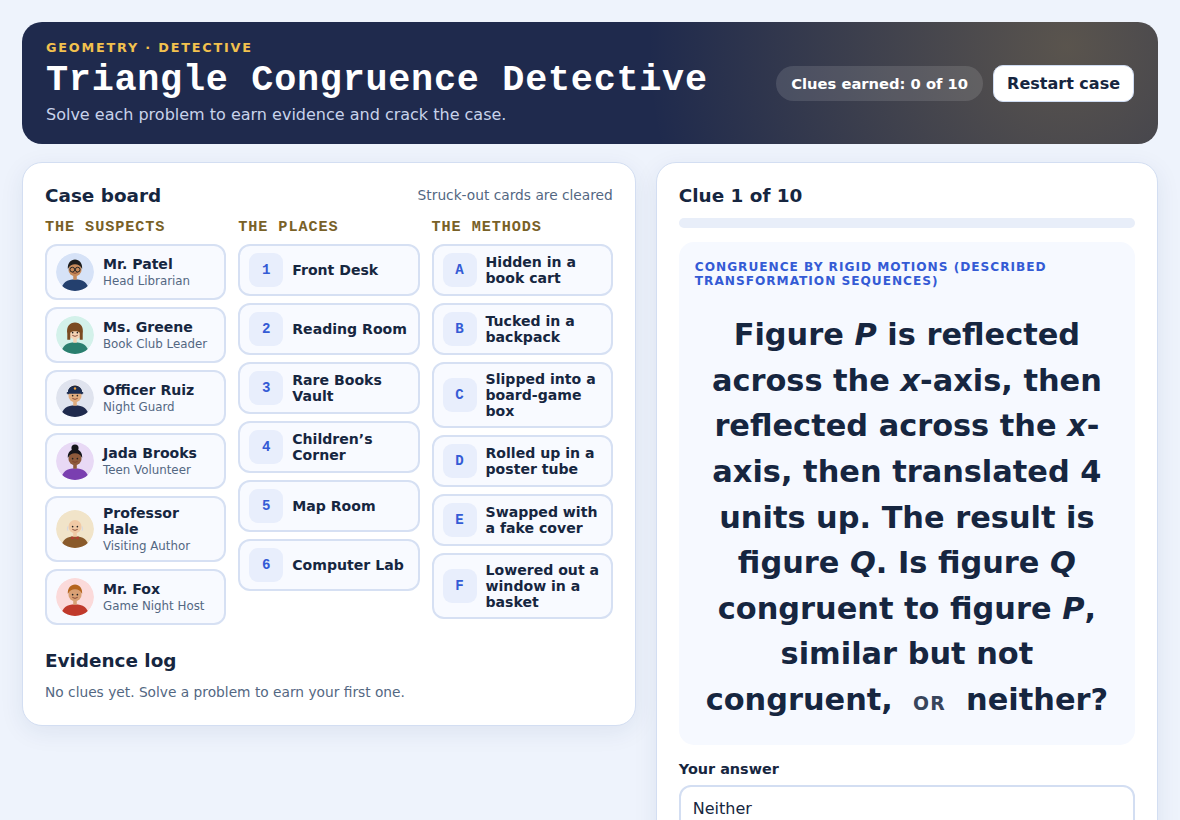 GEOMETRY · DETECTIVE
Triangle Congruence Detective
Solve each problem to earn evidence and crack the case.
Clues earned: 0 of 10
Restart case
Case board
Struck-out cards are cleared
THE SUSPECTS
Mr. Patel
Head Librarian
Ms. Greene
Book Club Leader
Officer Ruiz
Night Guard
Jada Brooks
Teen Volunteer
Professor
Hale
Visiting Author
Mr. Fox
Game Night Host
THE PLACES
1 Front Desk
2 Reading Room
3 Rare Books
Vault
4 Children’s
Corner
5 Map Room
6 Computer Lab
THE METHODS
A Hidden in a
book cart
B Tucked in a
backpack
C Slipped into a
board-game
box
D Rolled up in a
poster tube
E Swapped with
a fake cover
F Lowered out a
window in a
basket
Evidence log
No clues yet. Solve a problem to earn your first one.
Clue 1 of 10
CONGRUENCE BY RIGID MOTIONS (DESCRIBED
TRANSFORMATION SEQUENCES)
Figure P is reflected
across the x-axis, then
reflected across the x-
axis, then translated 4
units up. The result is
figure Q. Is figure Q
congruent to figure P,
similar but not
congruent, OR neither?
Your answer
Neither